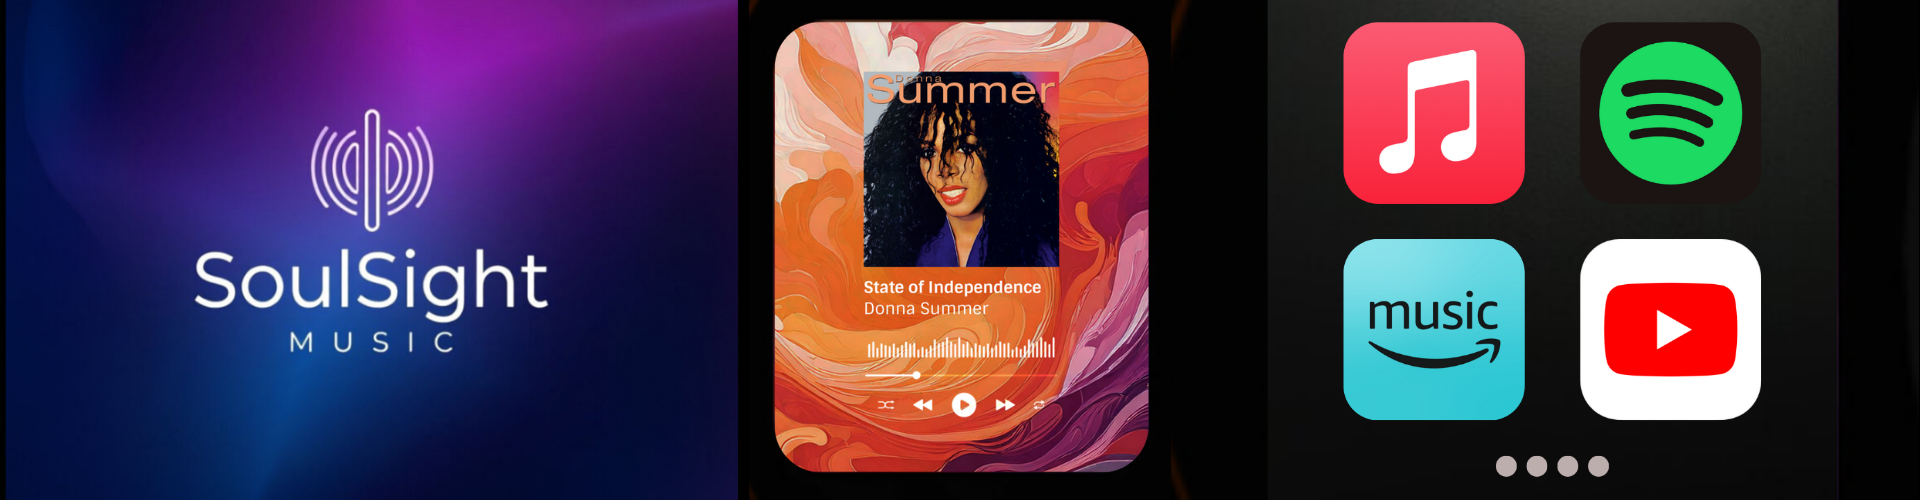 SoulSight
MUSIC
Donna
Summer
State of Independence
Donna Summer
music